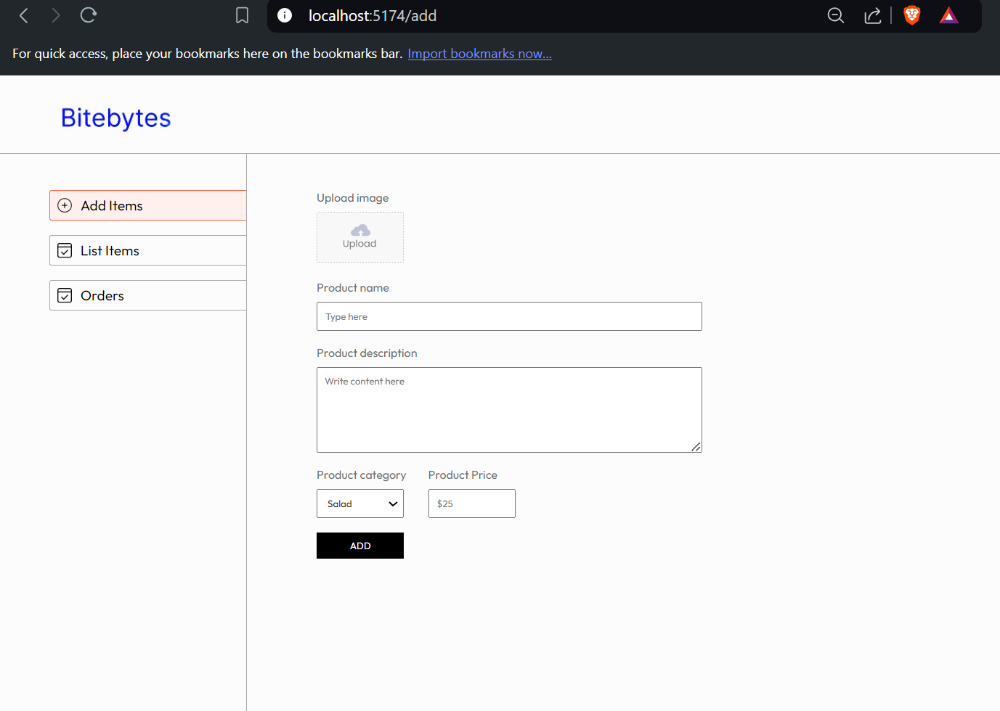 localhost:5174/add
For quick access, place your bookmarks here on the bookmarks bar. Import bookmarks now...
Bitebytes
Add Items
List Items
Orders
Upload image
Upload
Product name
Type here
Product description
Write content here
Product category Product Price
Salad $25
ADD